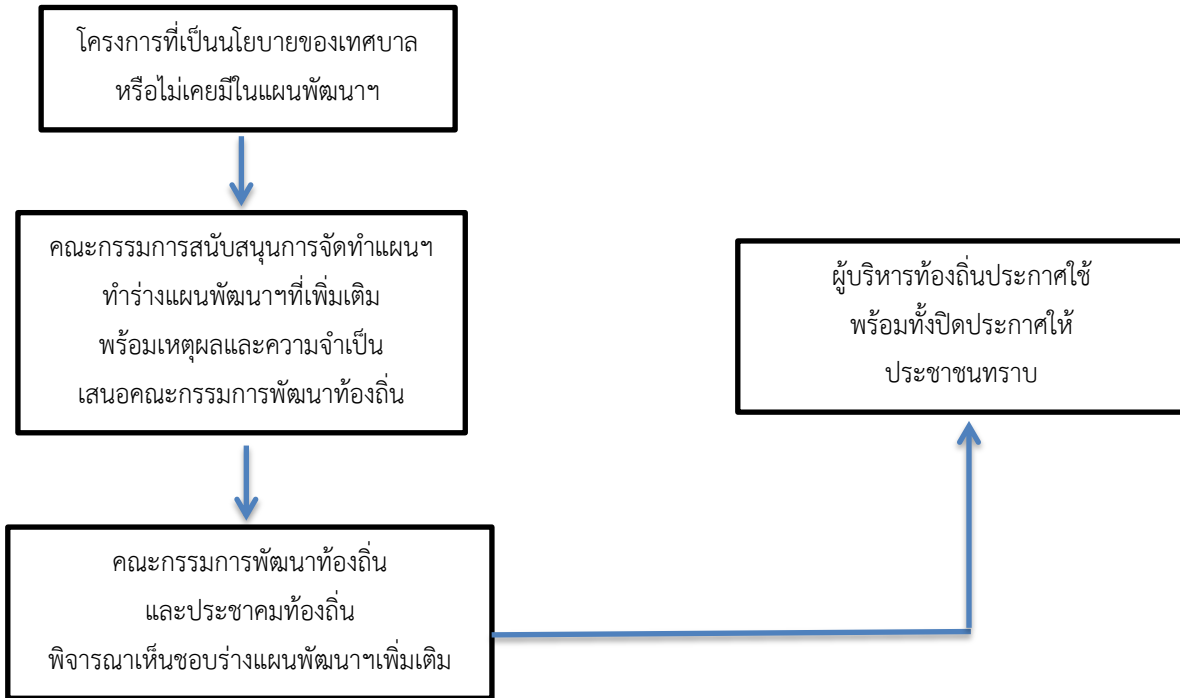 โครงการที่เป็นนโยบายของเทศบาล
หรือไม่เคยมีในแผนพัฒนาฯ
คณะกรรมการสนับสนุนการจัดทำแผนฯ
ทำร่างแผนพัฒนาฯที่เพิ่มเติม
พร้อมเหตุผลและความจำเป็น
เสนอคณะกรรมการพัฒนาท้องถิ่น
คณะกรรมการพัฒนาท้องถิ่น
และประชาคมท้องถิ่น
พิจารณาเห็นชอบร่างแผนพัฒนาฯเพิ่มเติม
ผู้บริหารท้องถิ่นประกาศใช้
พร้อมทั้งปิดประกาศให้
ประชาชนทราบ